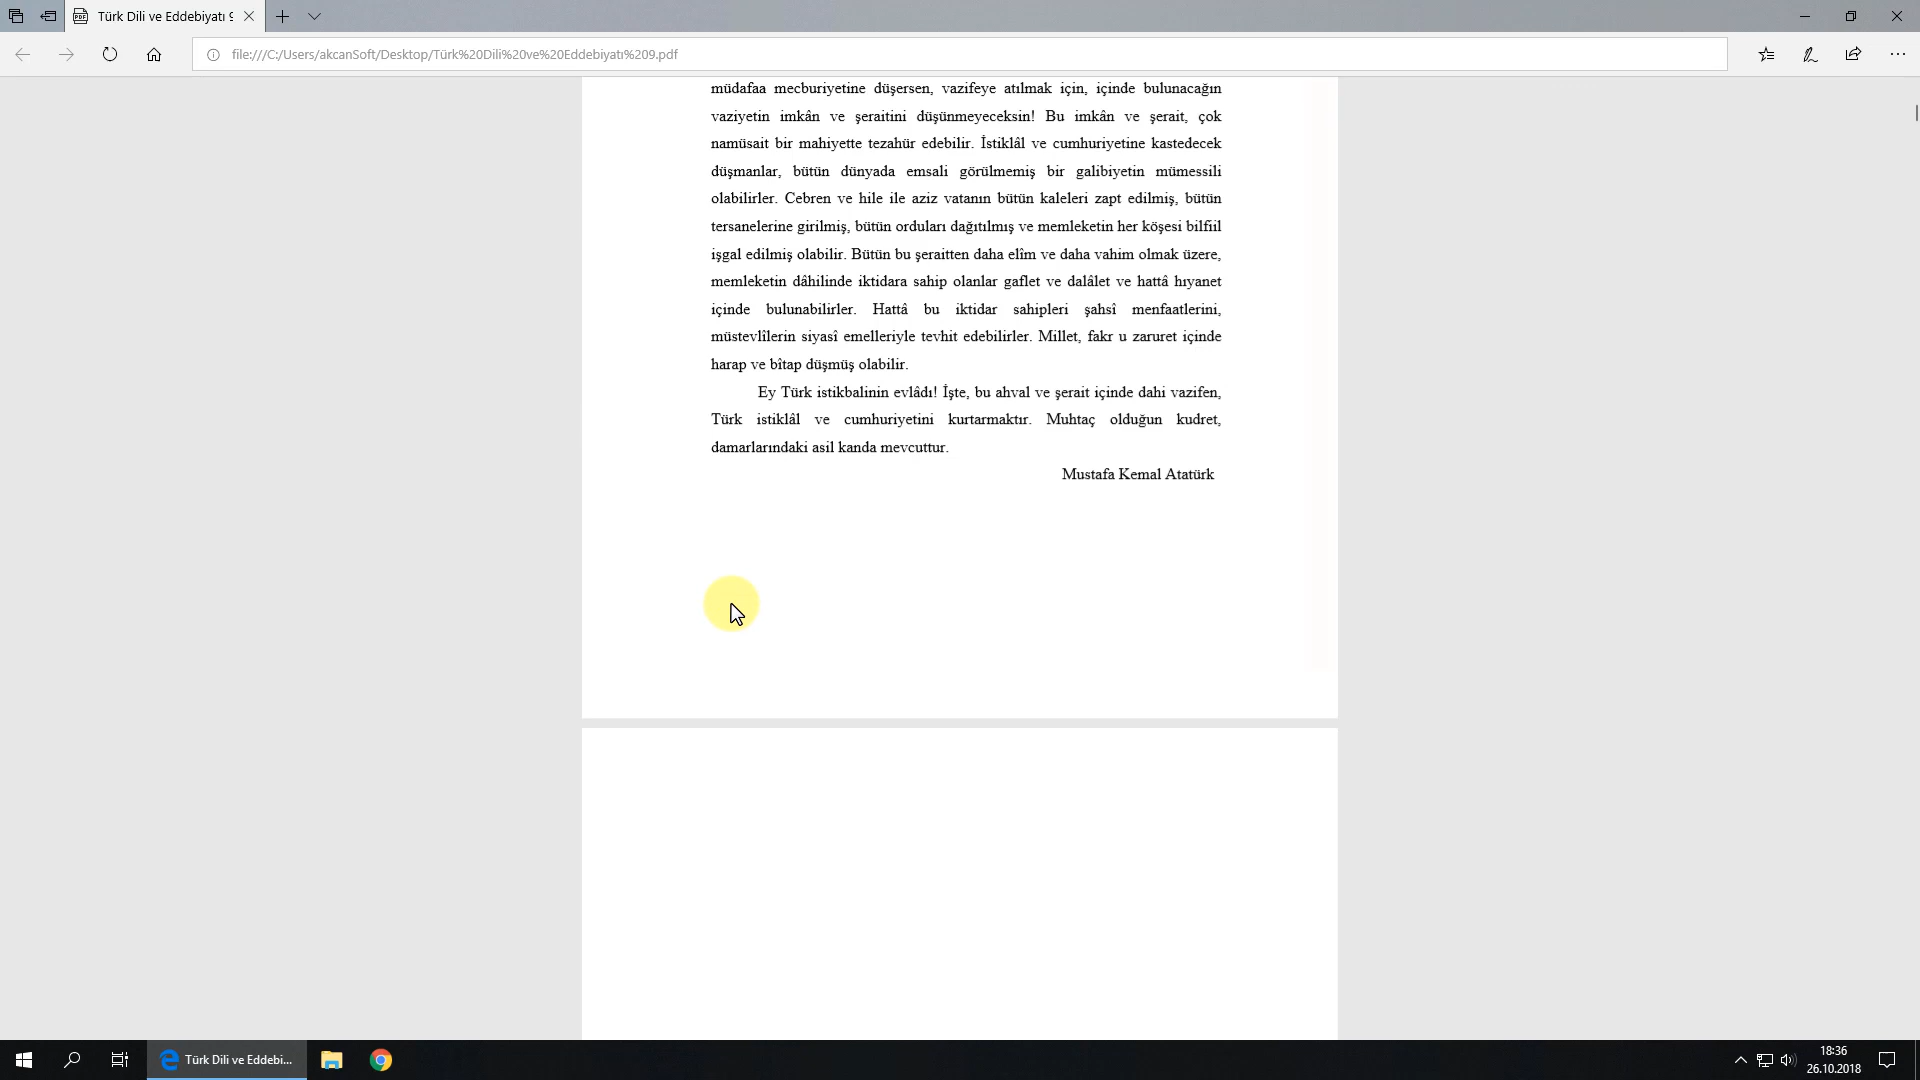 Türk Dili ve Eddebiyatı 9
file:///C:/Users/akcanSoft/Desktop/Türk%20Dili%20ve%20Eddebiyatı%209.pdf
müdafaa mecburiyetine düşersen, vazifeye atılmak için, içinde bulunacağın
vaziyetin imkân ve şeraitini düşünmeyeceksin! Bu imkân ve şerait, çok
namüsait bir mahiyette tezahür edebilir. İstiklâl ve cumhuriyetine kastedecek
düşmanlar, bütün dünyada emsali görülmemiş bir galibiyetin mümessili
olabilirler. Cebren ve hile ile aziz vatanın bütün kaleleri zapt edilmiş, bütün
tersanelerine girilmiş, bütün orduları dağıtılmış ve memleketin her köşesi bilfiil
işgal edilmiş olabilir. Bütün bu şeraitten daha elîm ve daha vahim olmak üzere,
memleketin dâhilinde iktidara sahip olanlar gaflet ve dalâlet ve hattâ hıyanet
içinde bulunabilirler. Hattâ bu iktidar sahipleri şahsî menfaatlerini,
müstevlîlerin siyasî emelleriyle tevhit edebilirler. Millet, fakr u zaruret içinde
harap ve bîtap düşmüş olabilir.
Ey Türk istikbalinin evlâdı! İşte, bu ahval ve şerait içinde dahi vazifen,
Türk istiklâl ve cumhuriyetini kurtarmaktır. Muhtaç olduğun kudret,
damarlarındaki asil kanda mevcuttur.
Mustafa Kemal Atatürk
Türk Dili ve Eddebi...
18:36
26.10.2018